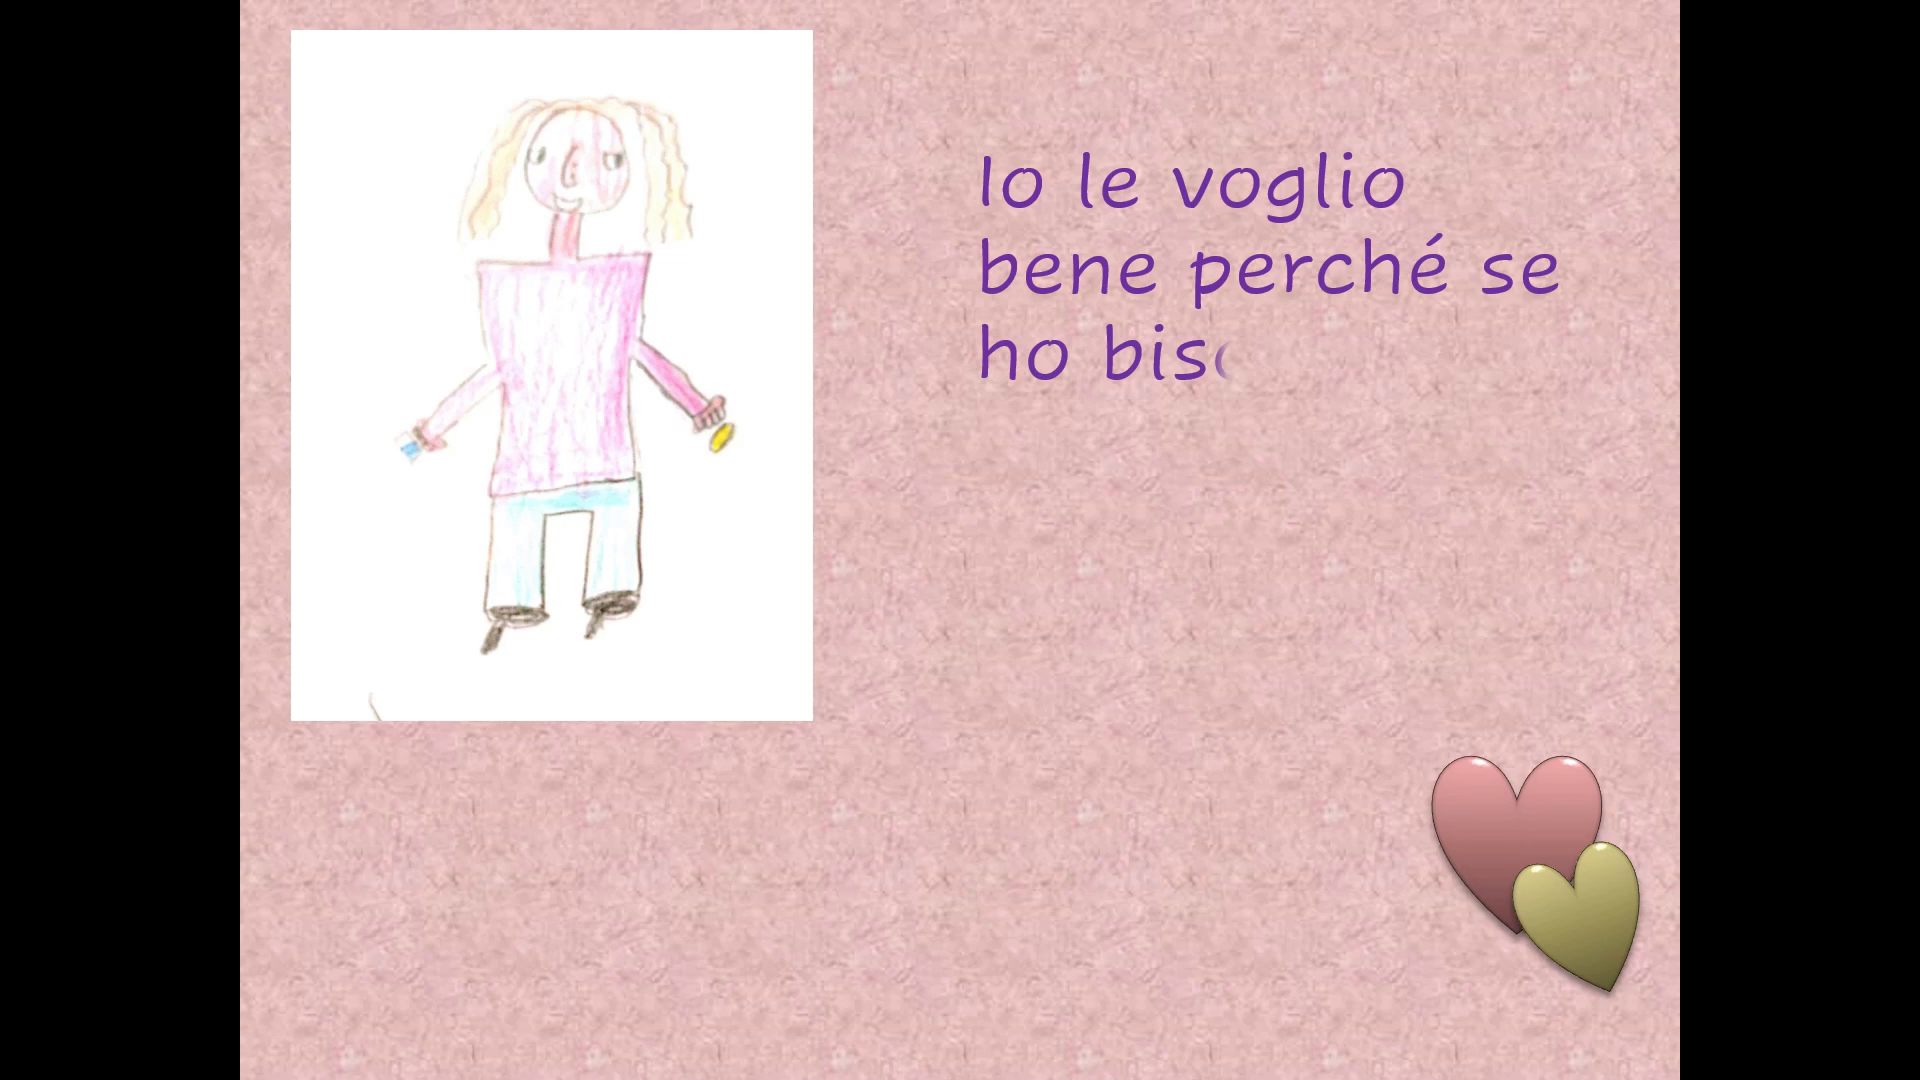 Io le voglio
bene perché se
ho bis